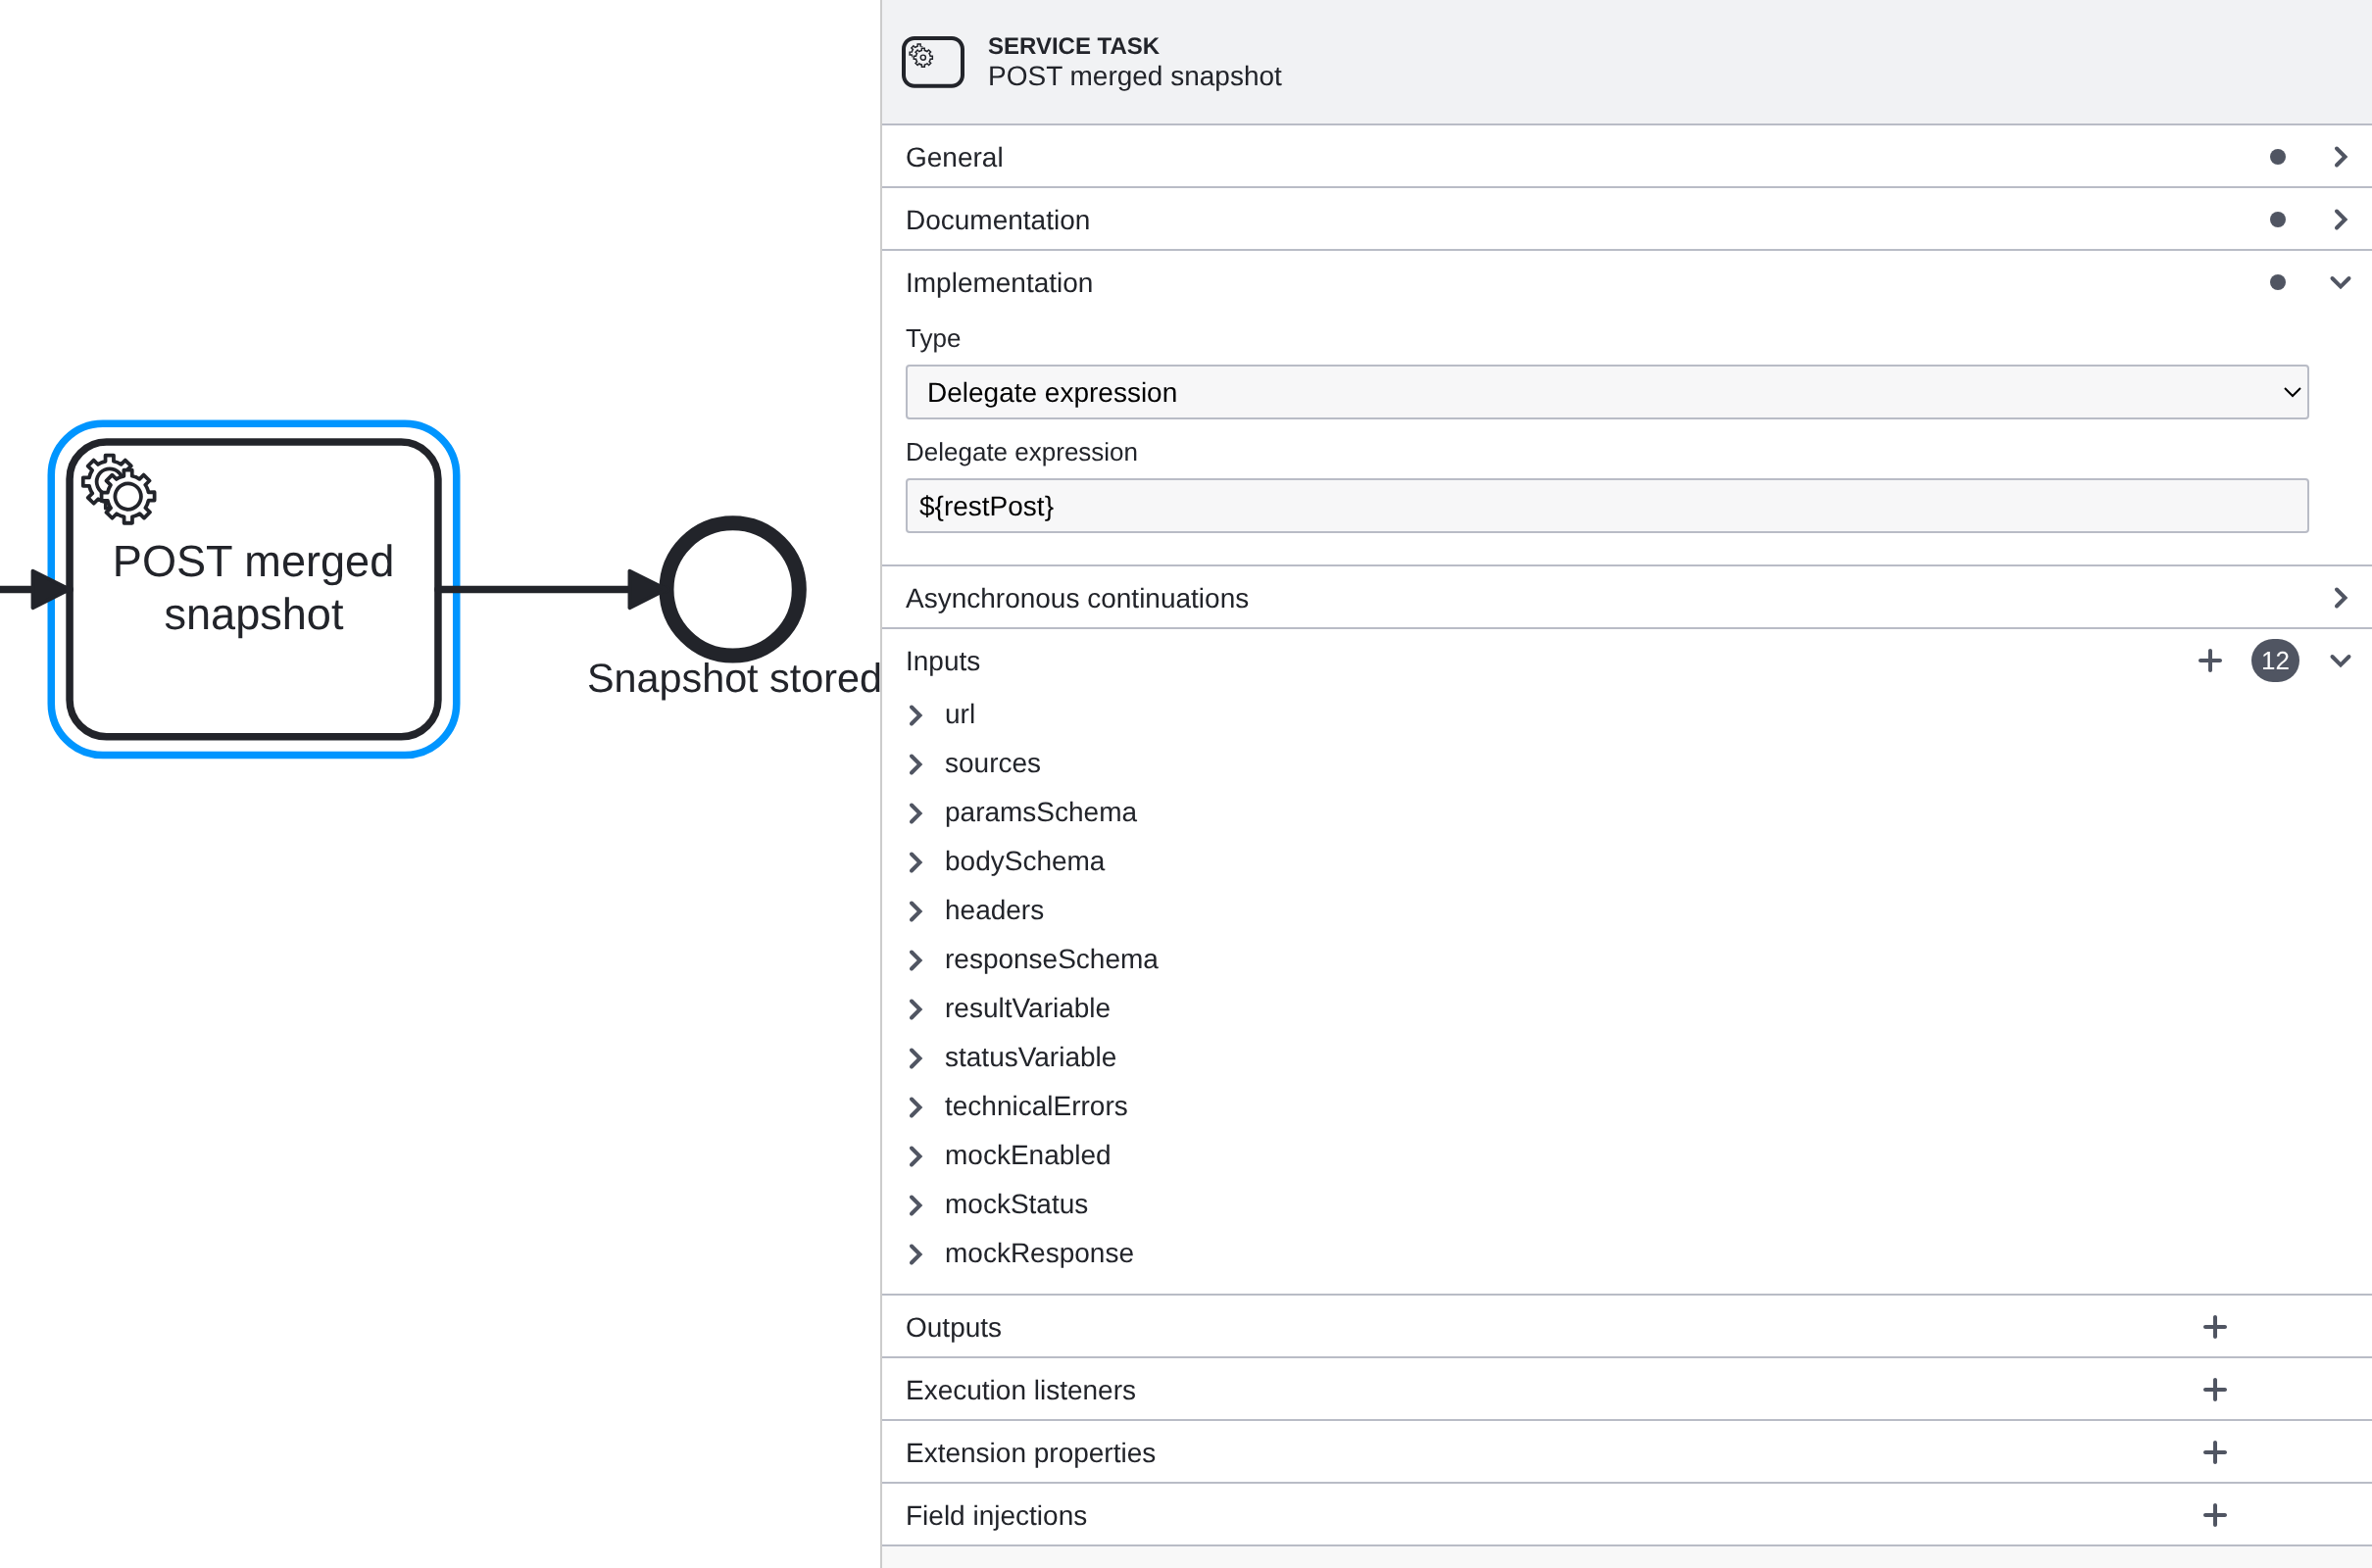 POST merged
snapshot
Snapshot stored
SERVICE TASK
POST merged snapshot
General
Documentation
Implementation
Type
Delegate expression
Delegate expression
${restPost}
Asynchronous continuations
Inputs
12
url
sources
paramsSchema
bodySchema
headers
responseSchema
resultVariable
statusVariable
technicalErrors
mockEnabled
mockStatus
mockResponse
Outputs
Execution listeners
Extension properties
Field injections